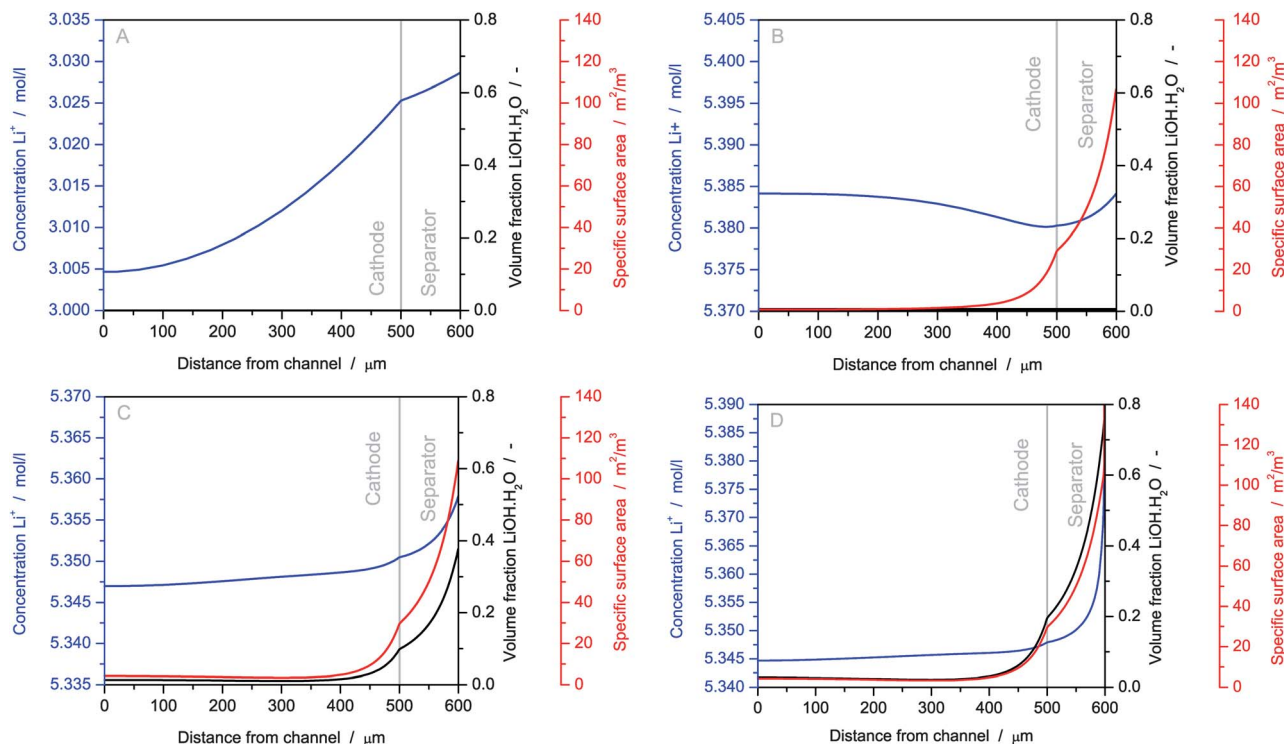 A
Concentration Li⁺ / mol/l
3.035
3.030
3.025
3.020
3.015
3.010
3.005
3.000
0 100 200 300 400 500 600
Distance from channel / μm
Cathode
Separator
0.8
0.6
0.4
0.2
0.0
Volume fraction LiOH.H₂O / -
140
120
100
80
60
40
20
0
Specific surface area / m²/m³
B
Concentration Li+ / mol/l
5.405
5.400
5.395
5.390
5.385
5.380
5.375
5.370
0 100 200 300 400 500 600
Distance from channel / μm
Cathode
Separator
0.8
0.6
0.4
0.2
0.0
Volume fraction LiOH.H₂O / -
140
120
100
80
60
40
20
0
Specific surface area / m²/m³
C
Concentration Li⁺ / mol/l
5.370
5.365
5.360
5.355
5.350
5.345
5.340
5.335
0 100 200 300 400 500 600
Distance from channel / μm
Cathode
Separator
0.8
0.6
0.4
0.2
0.0
Volume fraction LiOH.H₂O / -
140
120
100
80
60
40
20
0
Specific surface area / m²/m³
D
Concentration Li⁺ / mol/l
5.390
5.385
5.380
5.375
5.370
5.365
5.360
5.355
5.350
5.345
5.340
0 100 200 300 400 500 600
Distance from channel / μm
Cathode
Separator
0.8
0.6
0.4
0.2
0.0
Volume fraction LiOH.H₂O / -
140
120
100
80
60
40
20
0
Specific surface area / m²/m³